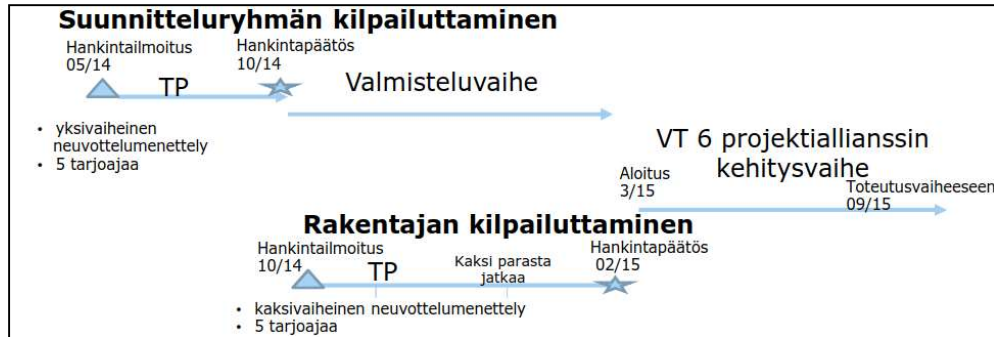 Suunnitteluryhmän kilpailuttaminen
Hankintailmoitus
05/14
TP
Hankintapäätös
10/14
Valmisteluvaihe
• yksivaiheinen
neuvottelumenettely
• 5 tarjoajaa
VT 6 projektiallianssin
kehitysvaihe
Aloitus
3/15
Toteutusvaiheeseen
09/15
Rakentajan kilpailuttaminen
Hankintailmoitus
10/14
TP
Kaksi parasta
jatkaa
Hankintapäätös
02/15
• kaksivaiheinen neuvottelumenettely
• 5 tarjoajaa